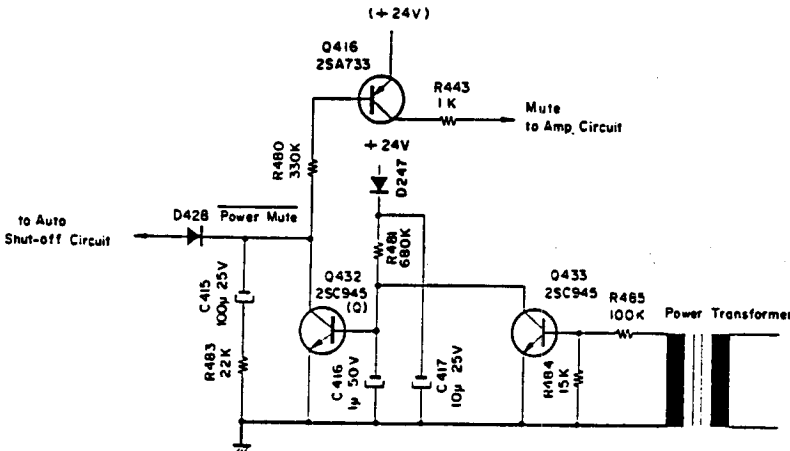 (+24V)
Q416
2SA733
R443
1K
Mute
to Amp. Circuit
+24V
D247
R480
330K
to Auto
Shut-off Circuit
D428
Power Mute
R481
680K
Q432
2SC945
(Q)
Q433
2SC945
R485
100K
Power Transformer
C415
100μ 25V
R483
22K
C416
1μ 50V
C417
10μ 25V
R484
15K